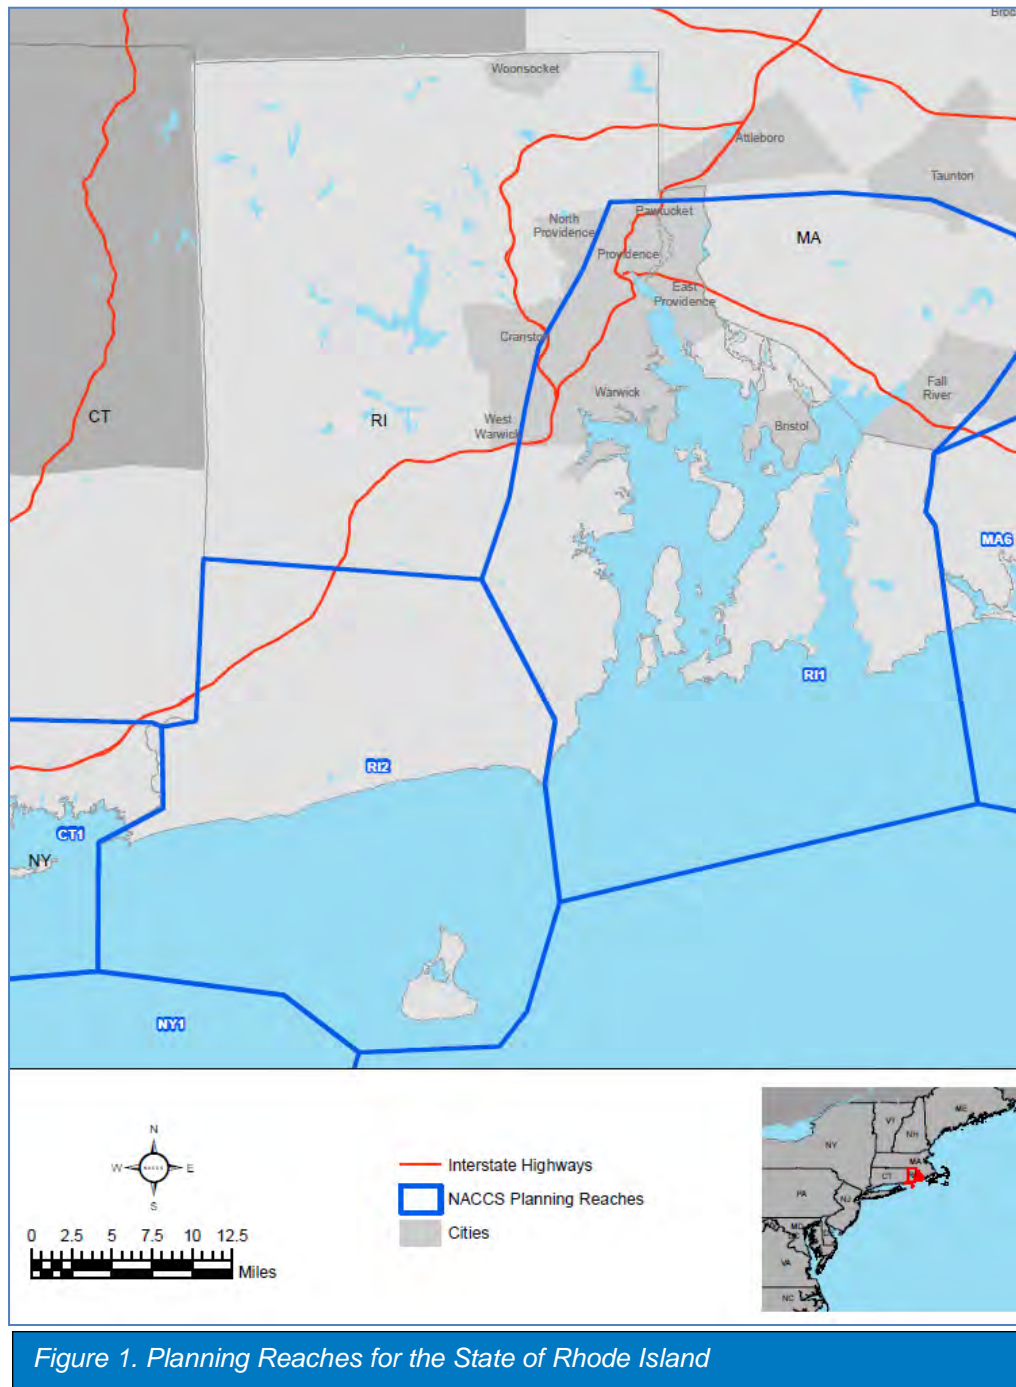 Broc
Woonsocket
Attleboro
Taunton
Pawtucket
North
Providence
MA
Providence
East
Providence
Cransto
Fall
River
Warwick
CT
RI
West
Warwick
Bristol
MA6
RI1
RI2
CT1
NY
NY1
N
W
E
S
Interstate Highways
NACCS Planning Reaches
Cities
0 2.5 5 7.5 10 12.5
Miles
ME
VT
NH
NY
MA
CT
PA
NJ
MD
VA
NC
Figure 1. Planning Reaches for the State of Rhode Island